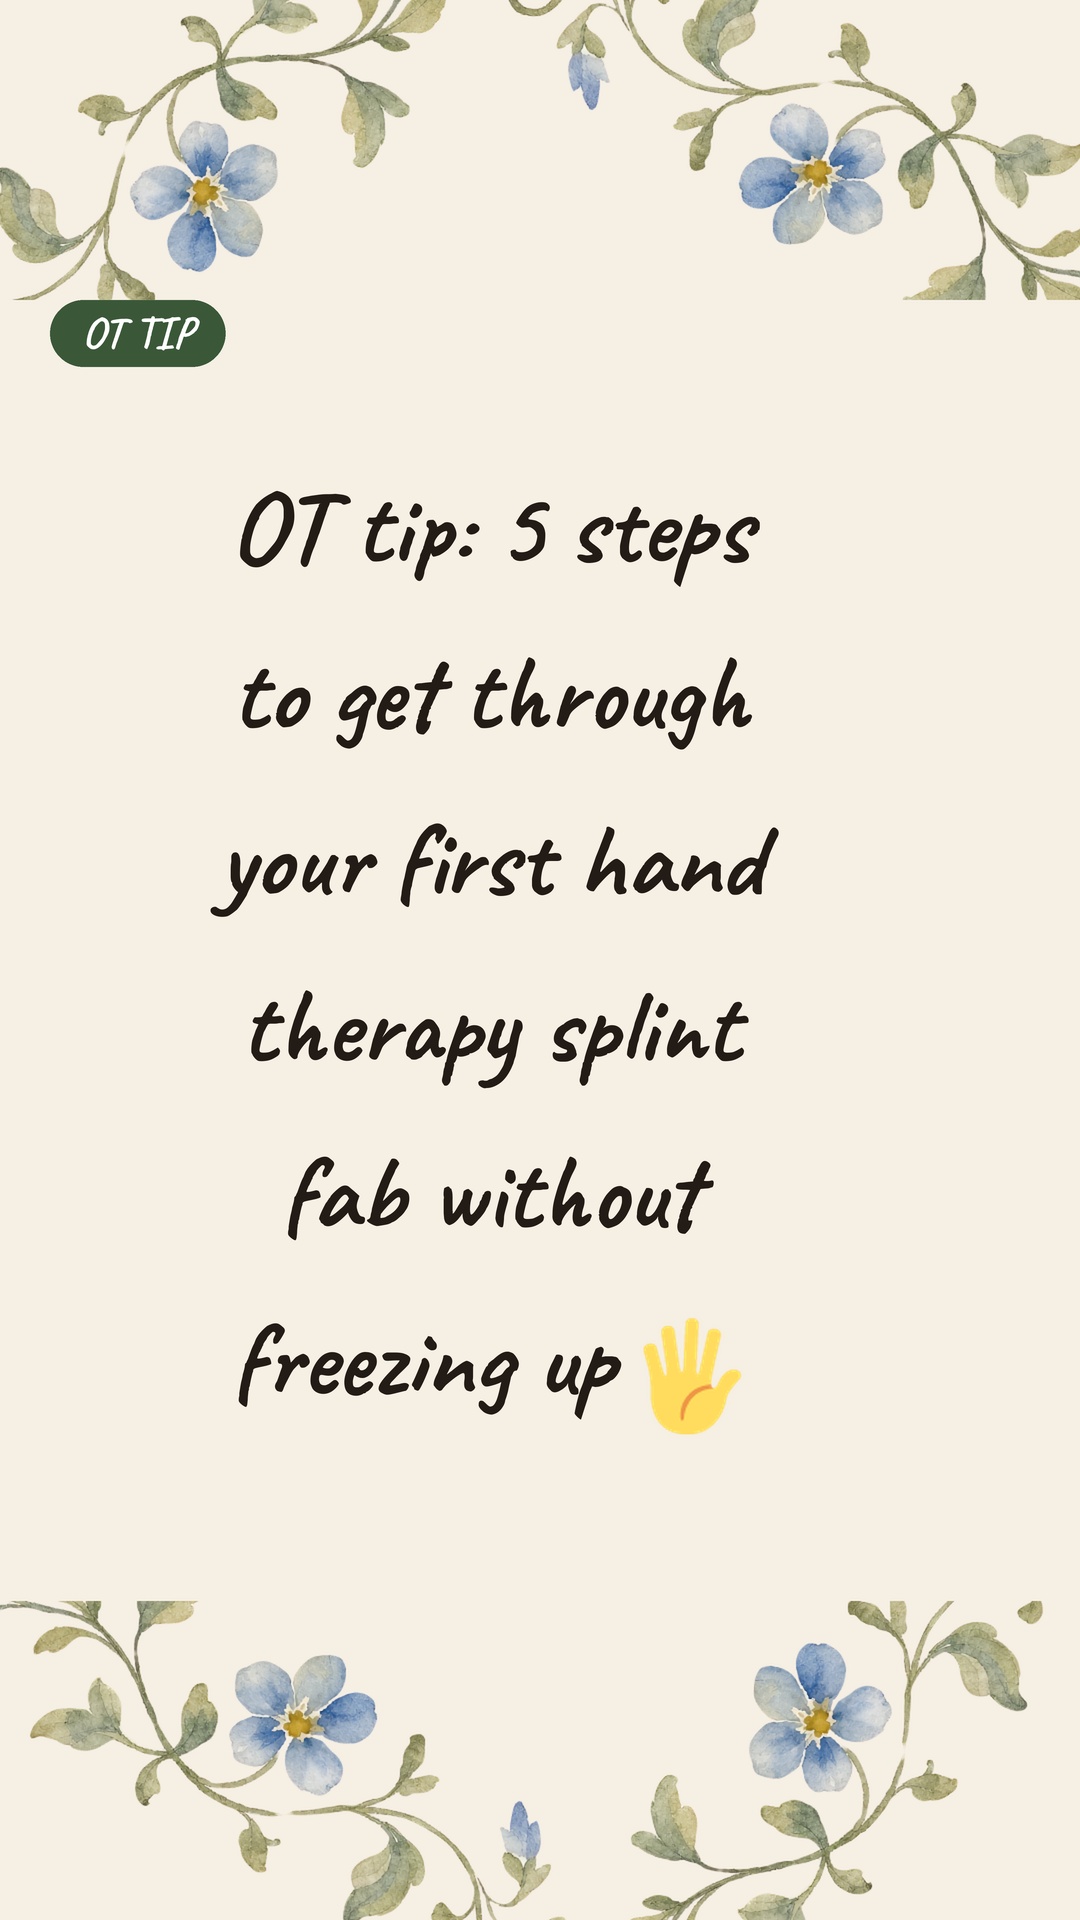 OT TIP
OT tip: 5 steps
to get through
your first hand
therapy splint
fab without
freezing up 🖐